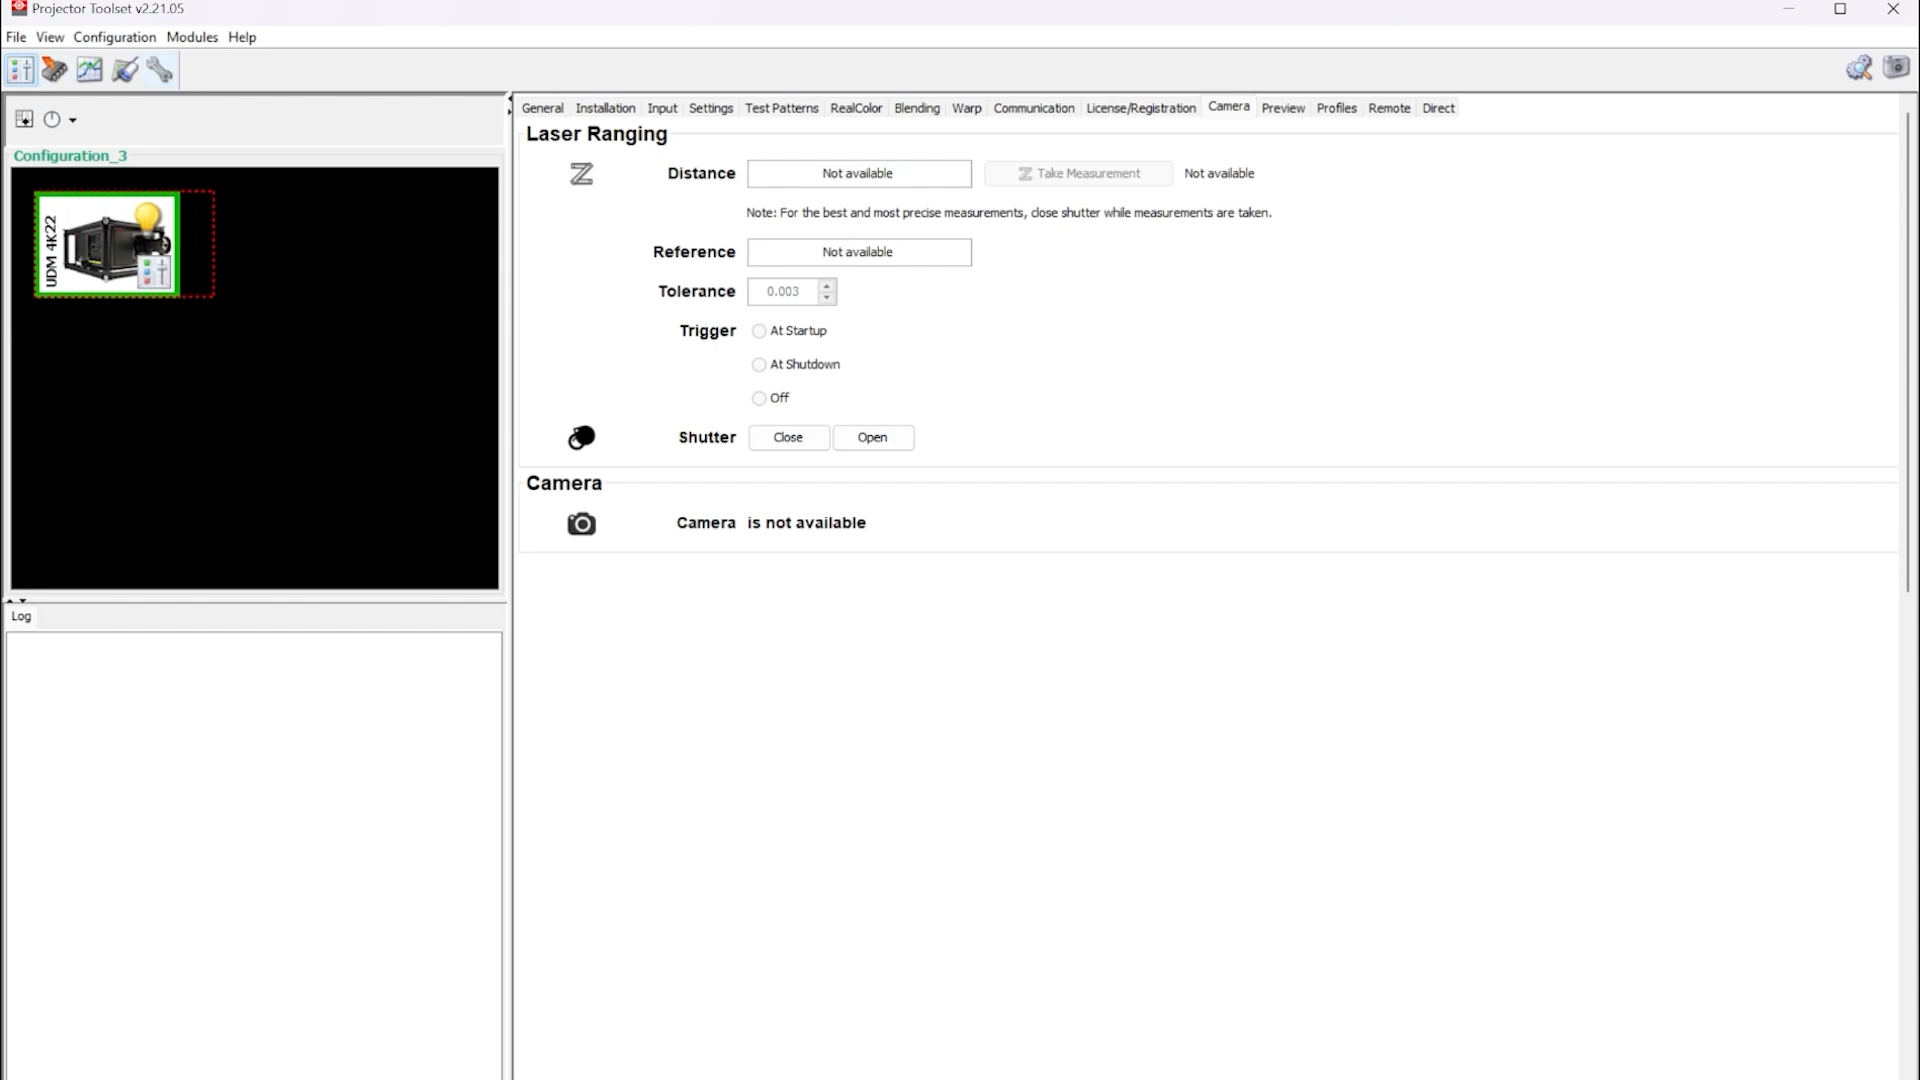 Projector Toolset v2.21.05
File View Configuration Modules Help
Configuration_3
UDM 4K22
Log
General Installation Input Settings Test Patterns RealColor Blending Warp Communication License/Registration Camera Preview Profiles Remote Direct
Laser Ranging
Distance Not available Take Measurement Not available
Note: For the best and most precise measurements, close shutter while measurements are taken.
Reference Not available
Tolerance 0.003
Trigger At Startup
At Shutdown
Off
Shutter Close Open
Camera
Camera is not available